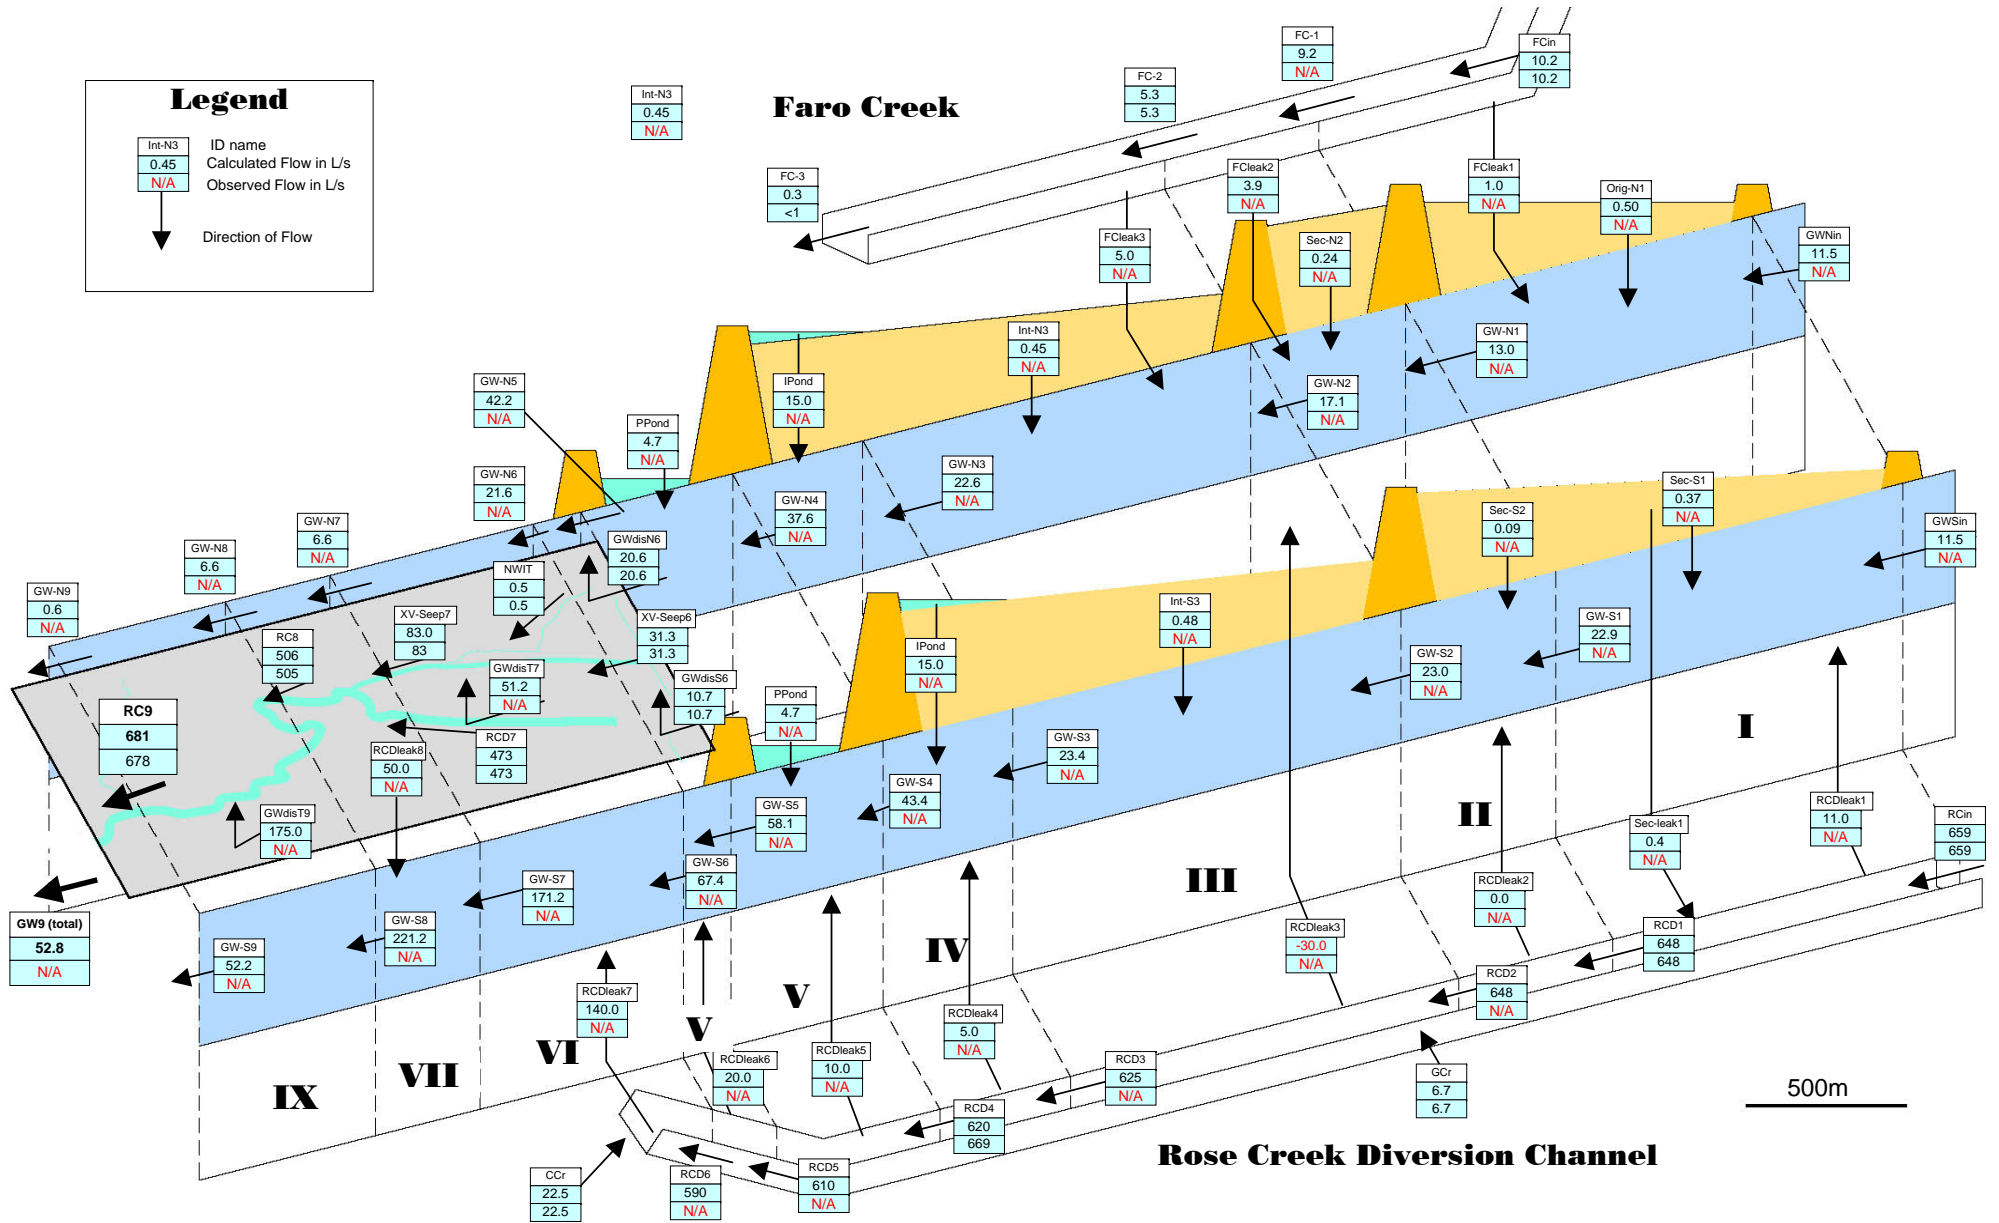 Legend
Int-N3
0.45
N/A
ID name
Calculated Flow in L/s
Observed Flow in L/s
Direction of Flow
Int-N3
0.45
N/A
Faro Creek
FC-1
9.2
N/A
FCin
10.2
10.2
FC-2
5.3
5.3
FC-3
0.3
<1
FCleak2
3.9
N/A
FCleak1
1.0
N/A
Orig-N1
0.50
N/A
FCleak3
5.0
N/A
Sec-N2
0.24
N/A
GWNin
11.5
N/A
Int-N3
0.45
N/A
GW-N1
13.0
N/A
GW-N5
42.2
N/A
IPond
15.0
N/A
GW-N2
17.1
N/A
PPond
4.7
N/A
GW-N6
21.6
N/A
GW-N3
22.6
N/A
GW-N4
37.6
N/A
Sec-S1
0.37
N/A
Sec-S2
0.09
N/A
GWSin
11.5
N/A
GW-N7
6.6
N/A
GW-N8
6.6
N/A
GWdisN6
20.6
20.6
NWIT
0.5
0.5
GW-N9
0.6
N/A
XV-Seep7
83.0
83
XV-Seep6
31.3
31.3
RC8
506
505
Int-S3
0.48
N/A
GW-S1
22.9
N/A
IPond
15.0
N/A
GW-S2
23.0
N/A
GWdisT7
51.2
N/A
GWdisS6
10.7
10.7
PPond
4.7
N/A
RC9
681
678
RCD7
473
473
RCDleak8
50.0
N/A
GW-S3
23.4
N/A
I
GW-S4
43.4
N/A
GW-S5
58.1
N/A
GWdisT9
175.0
N/A
II
RCDleak1
11.0
N/A
Sec-leak1
0.4
N/A
RCin
659
659
GW-S6
67.4
N/A
GW-S7
171.2
N/A
III
RCDleak2
0.0
N/A
GW9 (total)
52.8
N/A
GW-S8
221.2
N/A
GW-S9
52.2
N/A
IV
RCDleak3
-30.0
N/A
RCD1
648
648
RCD2
648
N/A
RCDleak7
140.0
N/A
V
V
RCDleak4
5.0
N/A
VI
VII
IX
RCDleak6
20.0
N/A
RCDleak5
10.0
N/A
RCD3
625
N/A
GCr
6.7
6.7
500m
RCD4
620
669
Rose Creek Diversion Channel
CCr
22.5
22.5
RCD6
590
N/A
RCD5
610
N/A